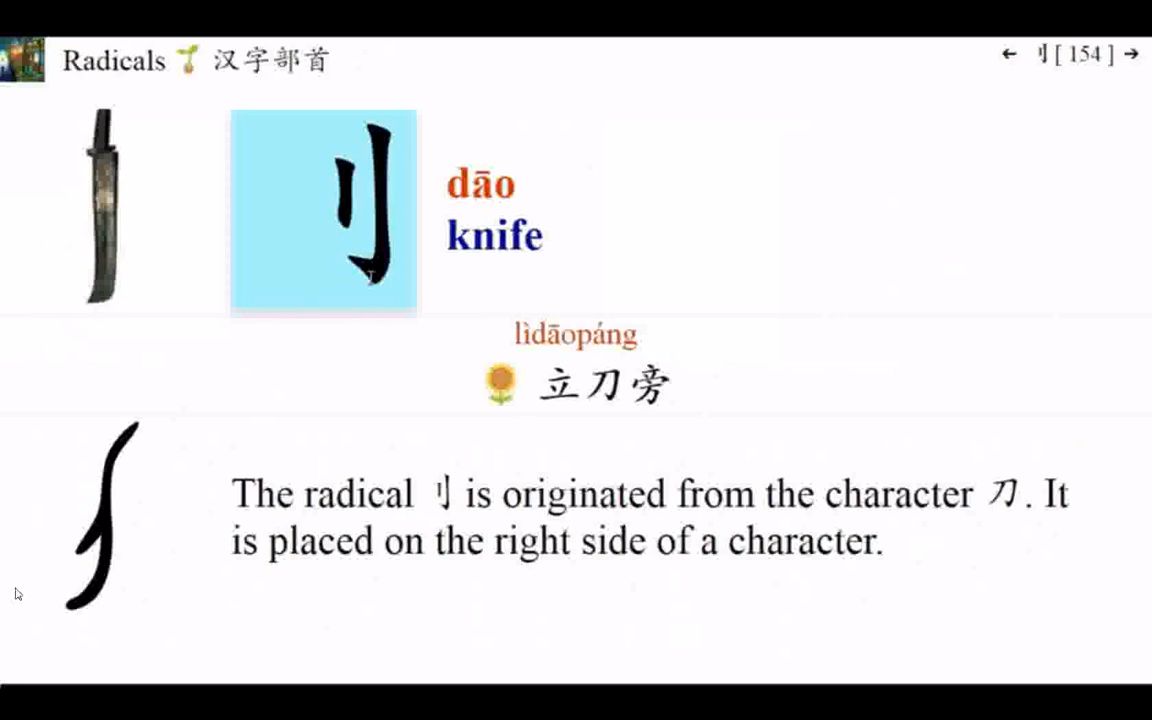 Radicals 🌱 汉字部首
← 刂 [ 154 ] →
刂
dāo
knife
lìdāopáng
🌻 立刀旁
The radical 刂 is originated from the character 刀. It
is placed on the right side of a character.